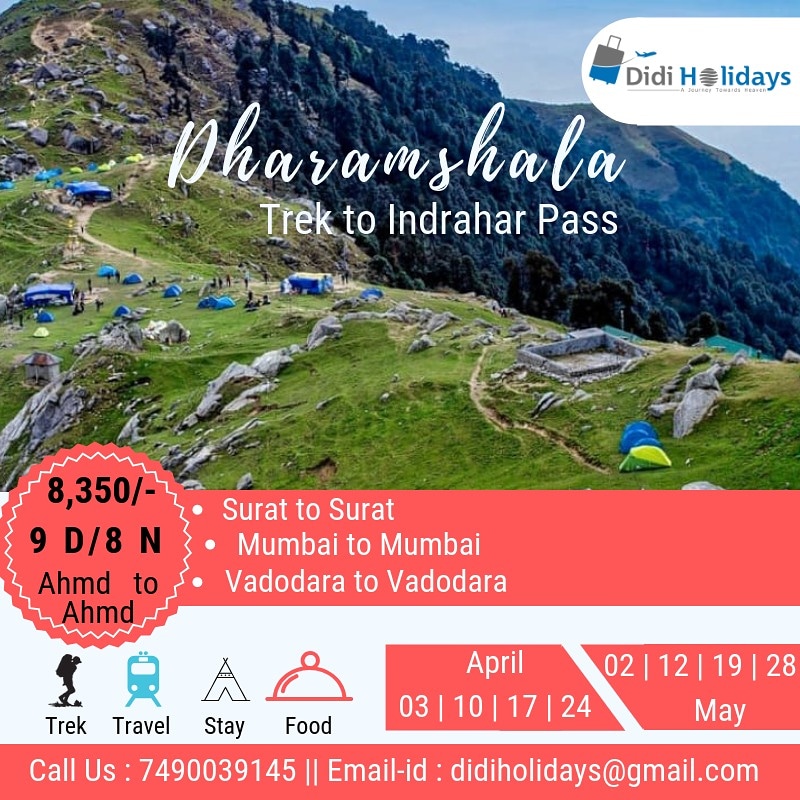 Didi Holidays
A Journey Towards Heaven
Dharamshala
Trek to Indrahar Pass
8,350/-
9 D/8 N
Ahmd to
Ahmd
• Surat to Surat
• Mumbai to Mumbai
• Vadodara to Vadodara
Trek
Travel
Stay
Food
April
03 | 10 | 17 | 24
02 | 12 | 19 | 28
May
Call Us : 7490039145 || Email-id : didiholidays@gmail.com